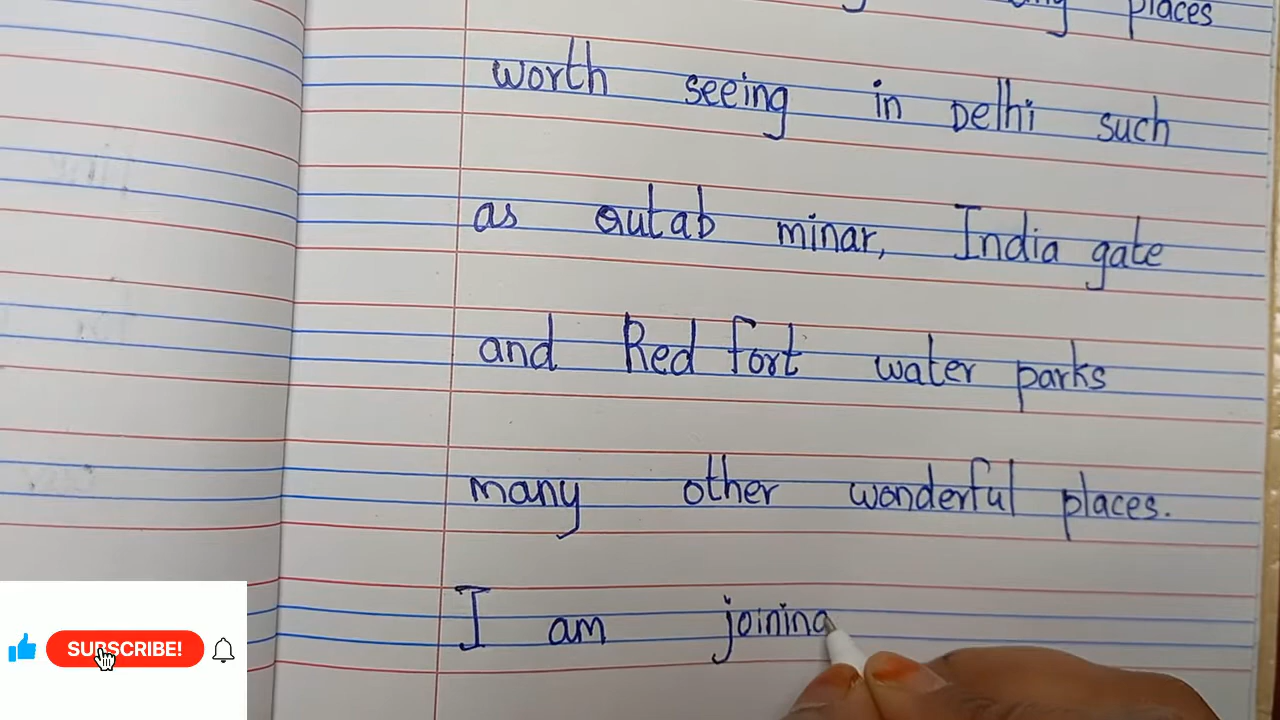 places
worth seeing in Delhi such
as Qutab minar, India gate
and Red fort water parks
many other wonderful places.
I am joining
SUBSCRIBE!